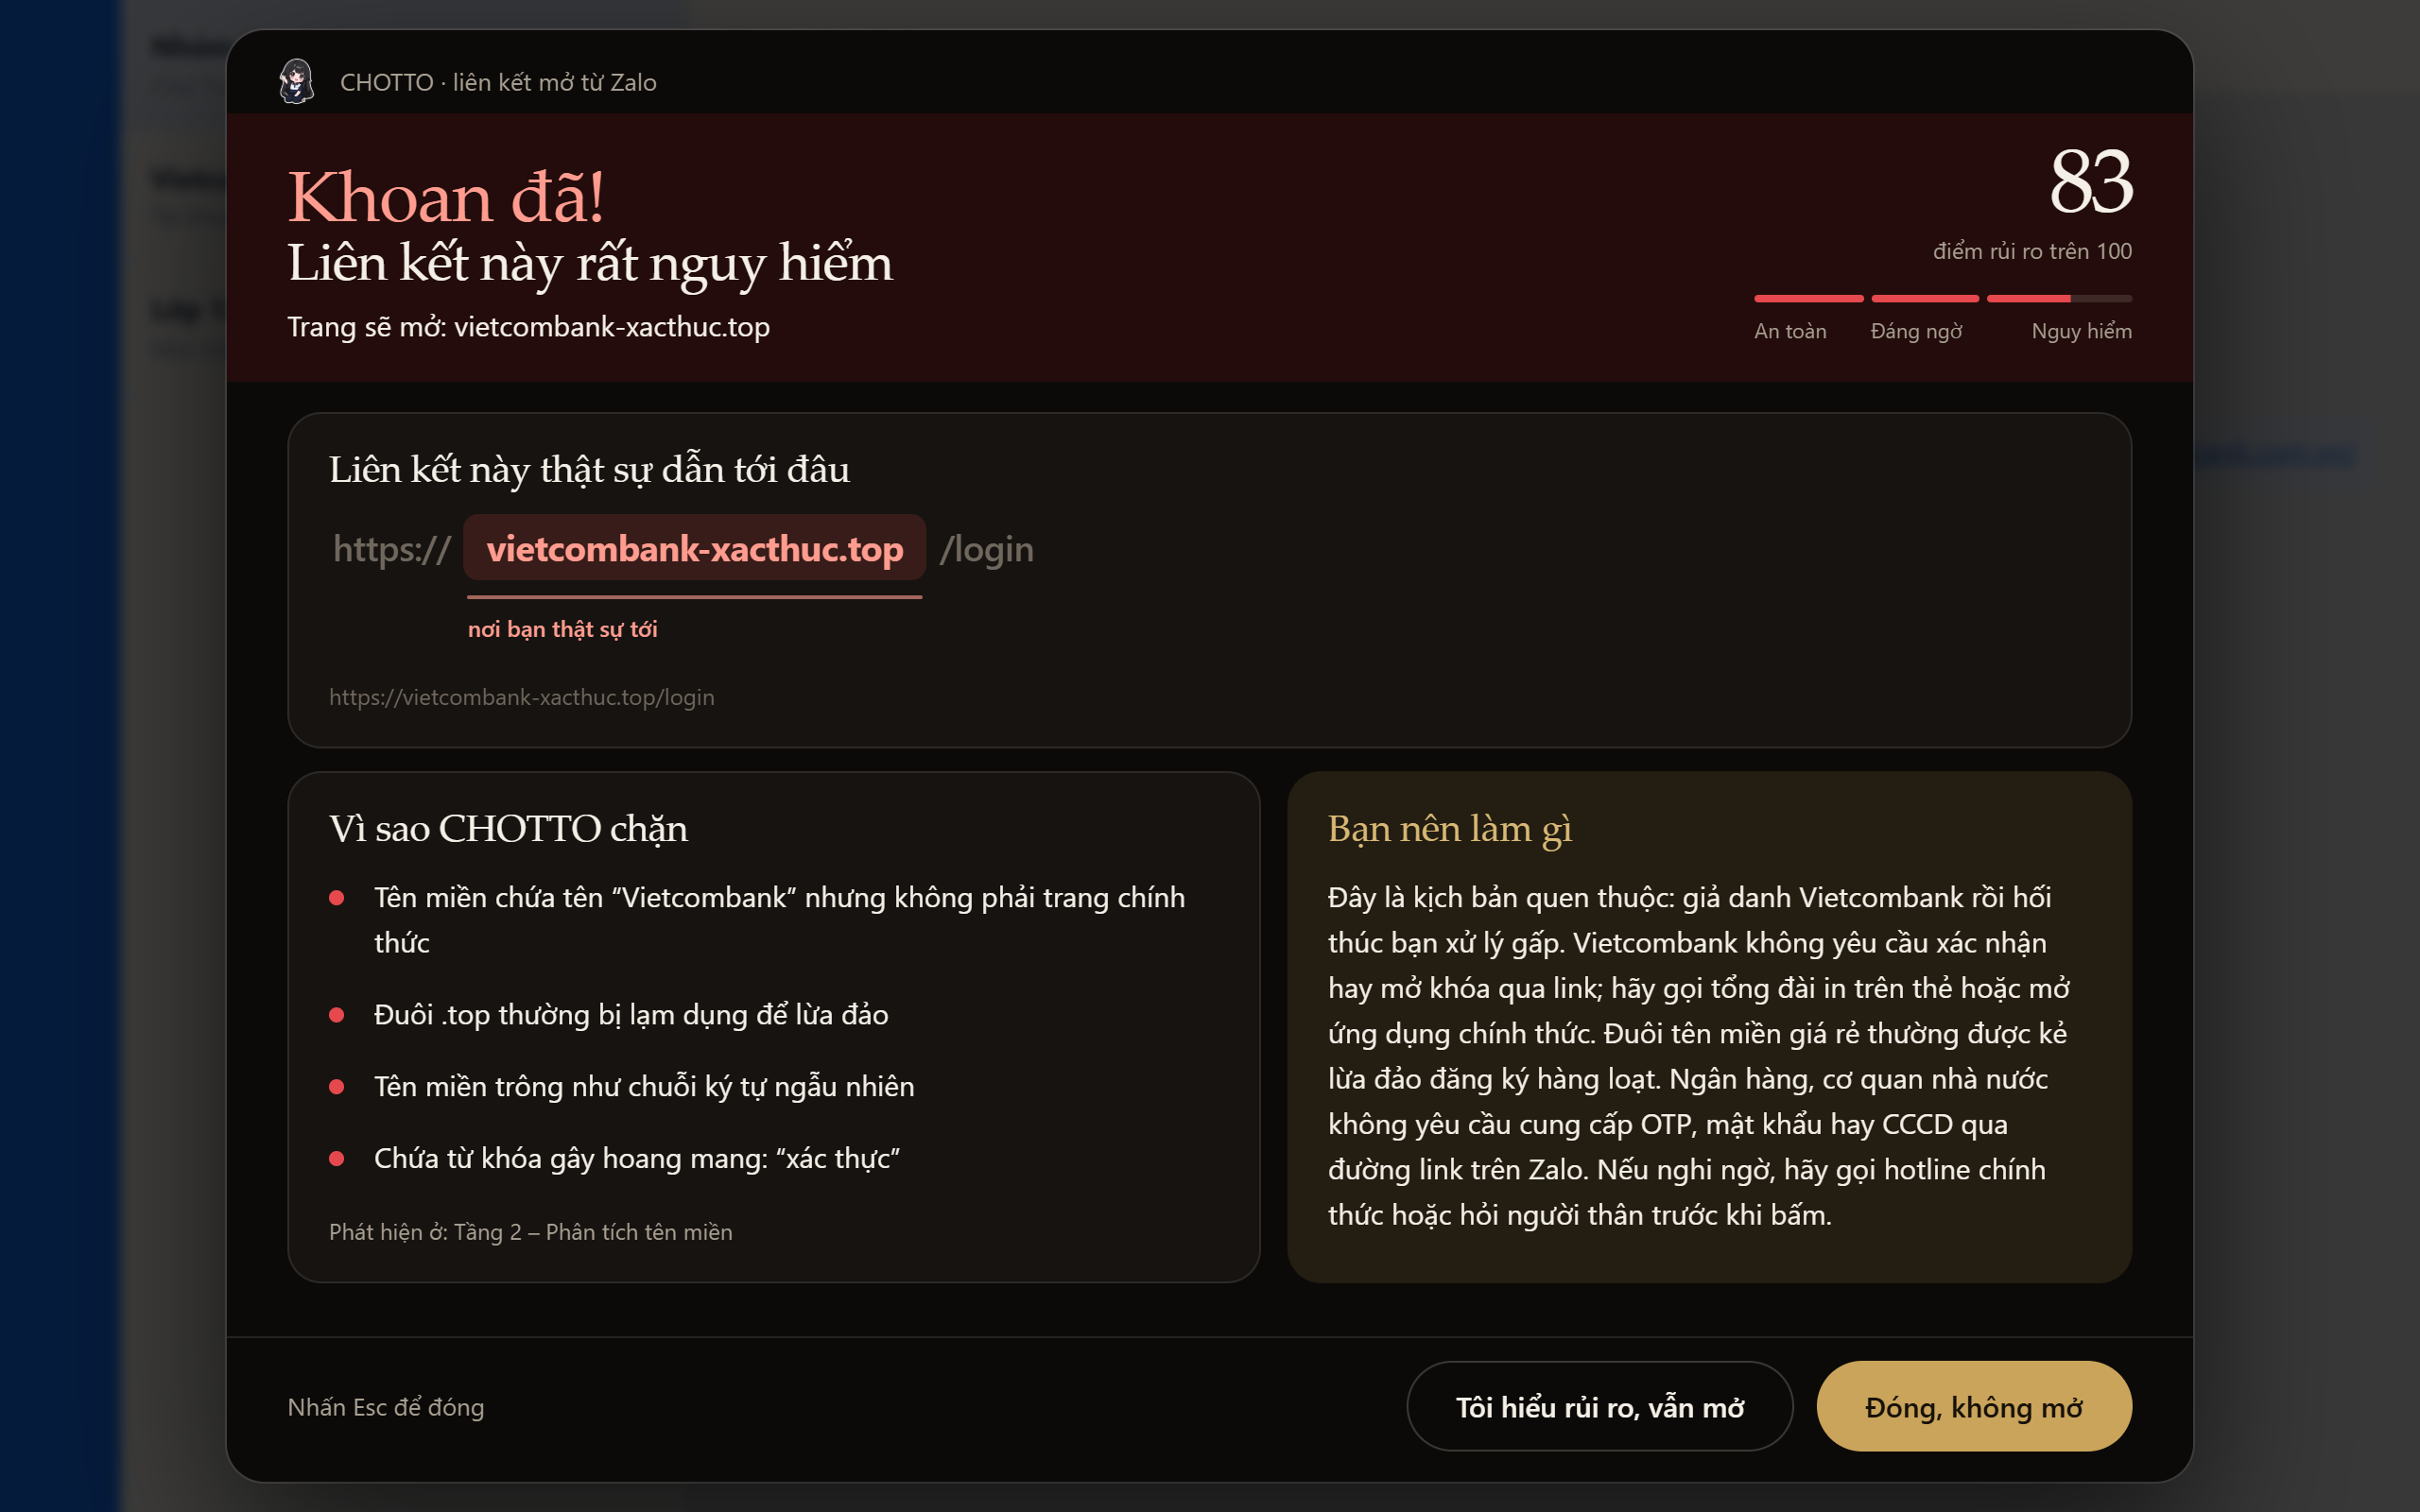 CHOTTO · liên kết mở từ Zalo
Khoan đã!
Liên kết này rất nguy hiểm
Trang sẽ mở: vietcombank-xacthuc.top
83
điểm rủi ro trên 100
An toàn Đáng ngờ Nguy hiểm
Liên kết này thật sự dẫn tới đâu
https:// vietcombank-xacthuc.top /login
nơi bạn thật sự tới
https://vietcombank-xacthuc.top/login
Vì sao CHOTTO chặn
Tên miền chứa tên “Vietcombank” nhưng không phải trang chính
thức
Đuôi .top thường bị lạm dụng để lừa đảo
Tên miền trông như chuỗi ký tự ngẫu nhiên
Chứa từ khóa gây hoang mang: “xác thực”
Phát hiện ở: Tầng 2 – Phân tích tên miền
Bạn nên làm gì
Đây là kịch bản quen thuộc: giả danh Vietcombank rồi hối
thúc bạn xử lý gấp. Vietcombank không yêu cầu xác nhận
hay mở khóa qua link; hãy gọi tổng đài in trên thẻ hoặc mở
ứng dụng chính thức. Đuôi tên miền giá rẻ thường được kẻ
lừa đảo đăng ký hàng loạt. Ngân hàng, cơ quan nhà nước
không yêu cầu cung cấp OTP, mật khẩu hay CCCD qua
đường link trên Zalo. Nếu nghi ngờ, hãy gọi hotline chính
thức hoặc hỏi người thân trước khi bấm.
Nhấn Esc để đóng
Tôi hiểu rủi ro, vẫn mở
Đóng, không mở